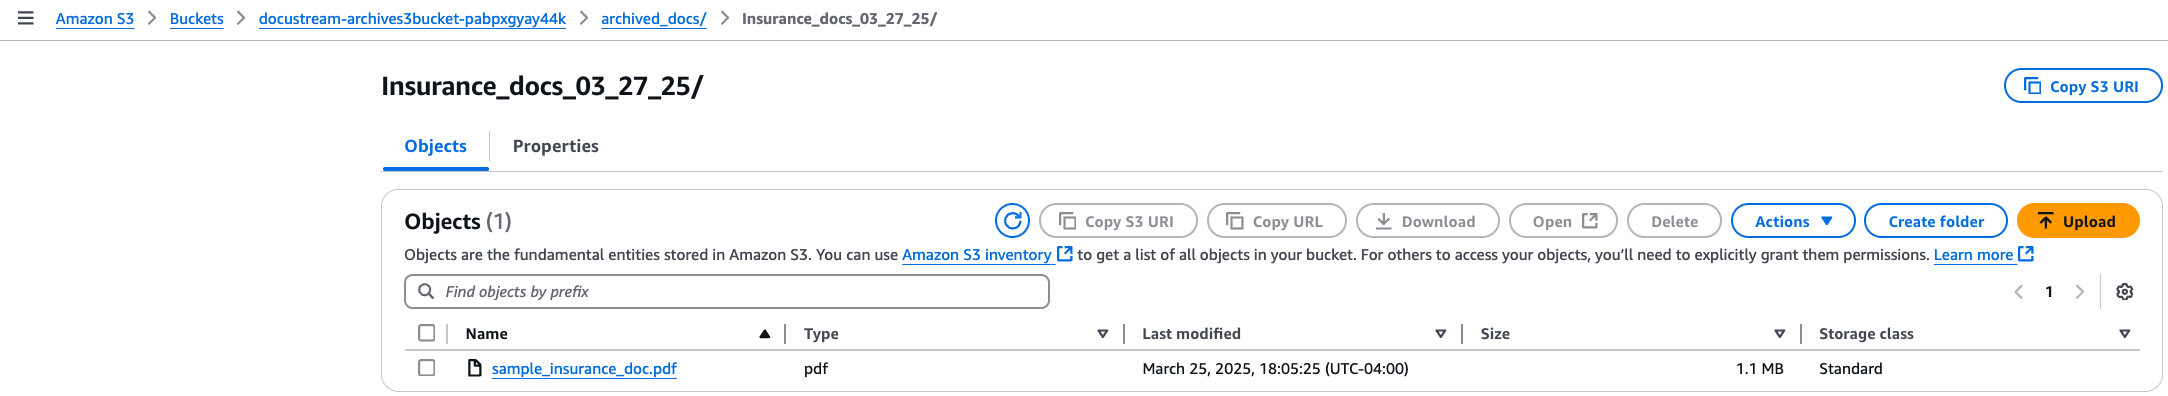 Amazon S3 > Buckets > docustream-archives3bucket-pabpxgyay44k > archived_docs/ > Insurance_docs_03_27_25/
Insurance_docs_03_27_25/ Copy S3 URI
Objects Properties
Objects (1) Copy S3 URI Copy URL Download Open Delete Actions Create folder Upload
Objects are the fundamental entities stored in Amazon S3. You can use Amazon S3 inventory to get a list of all objects in your bucket. For others to access your objects, you'll need to explicitly grant them permissions. Learn more
Find objects by prefix 1
Name Type Last modified Size Storage class
sample_insurance_doc.pdf pdf March 25, 2025, 18:05:25 (UTC-04:00) 1.1 MB Standard